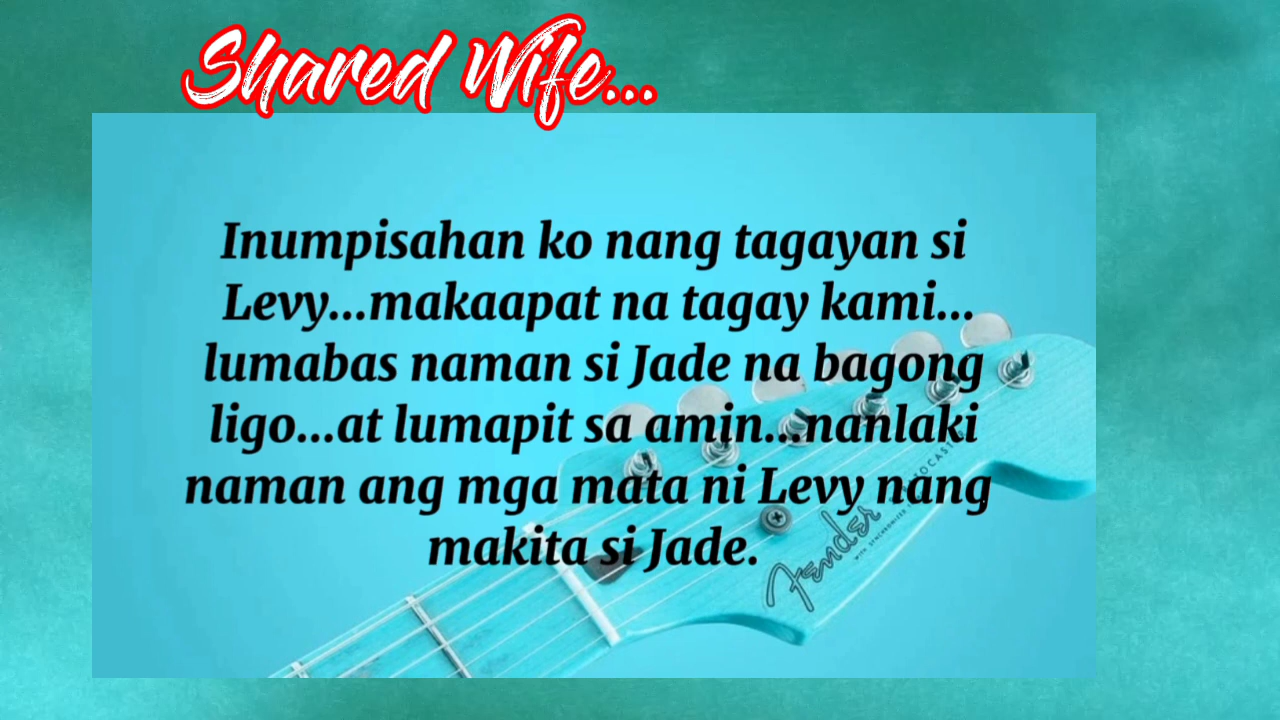 Shared Wife...
Inumpisahan ko nang tagayan si
Levy...makaapat na tagay kami...
lumabas naman si Jade na bagong
ligo...at lumapit sa amin...nanlaki
naman ang mga mata ni Levy nang
makita si Jade.
Fender